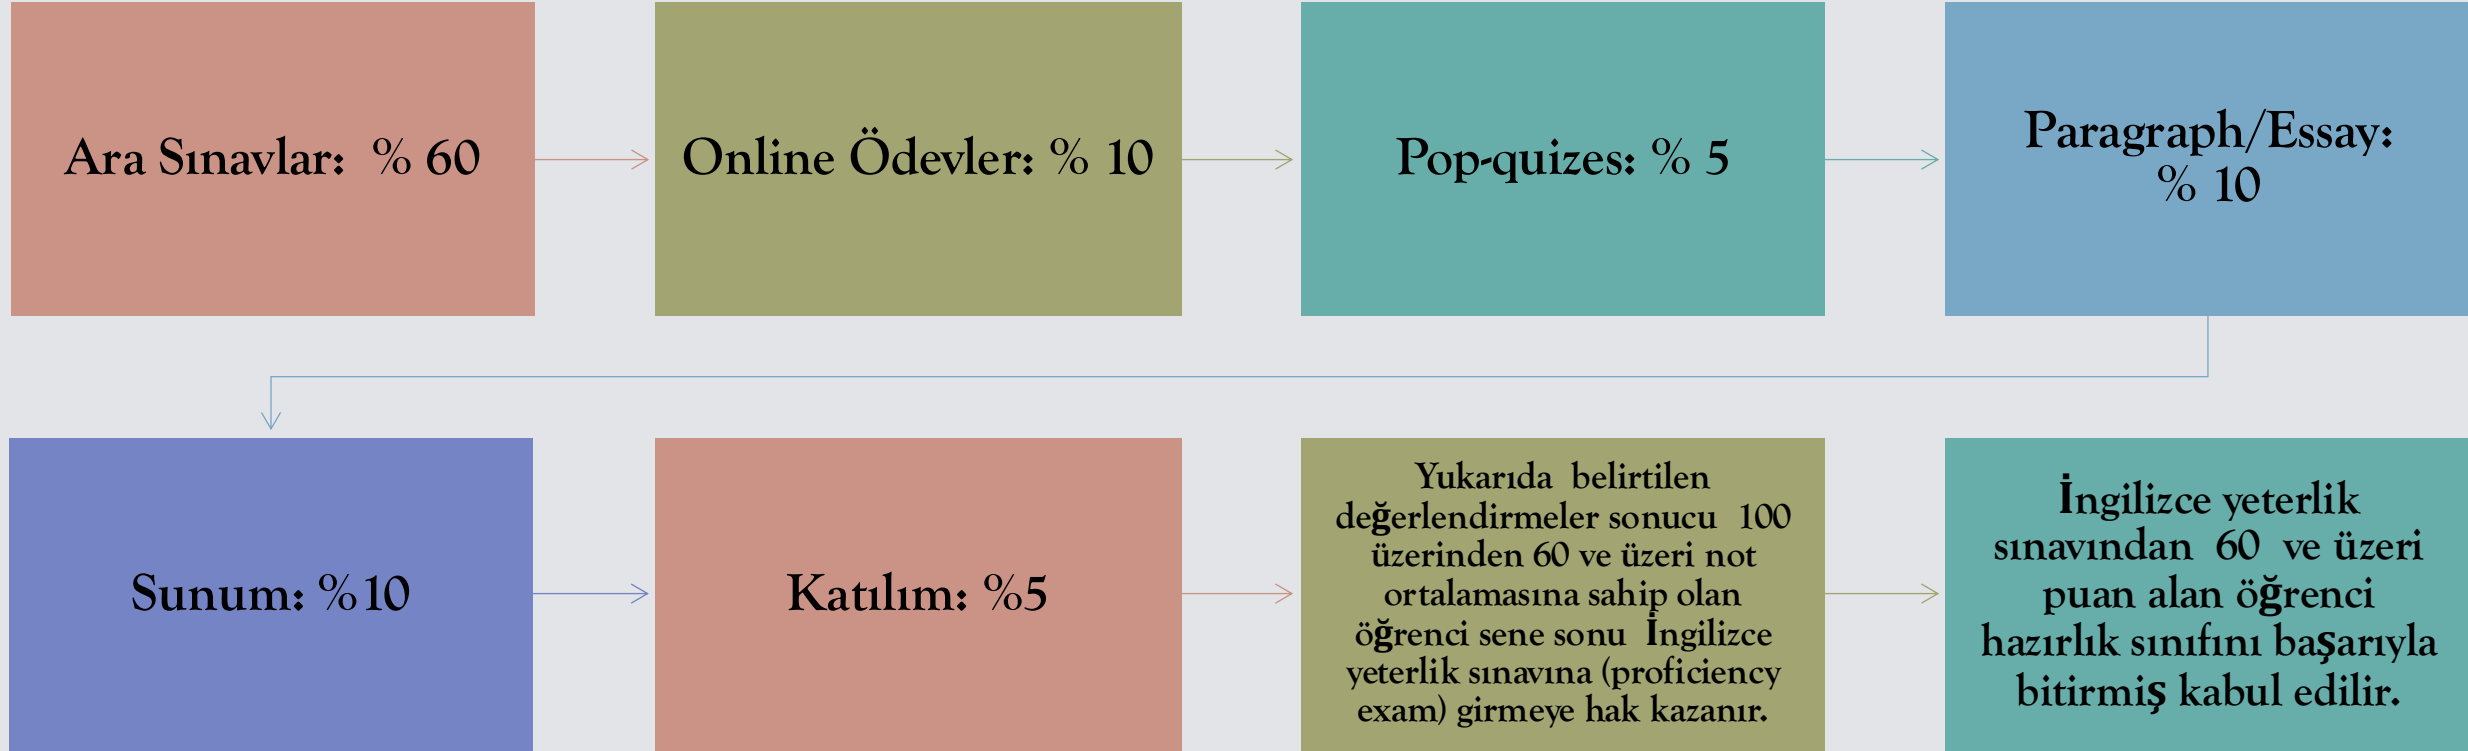 Ara Sınavlar:  % 60
Online Ödevler: % 10
Pop-quizes: % 5
Paragraph/Essay:
% 10
Sunum: %10
Katılım: %5
Yukarıda  belirtilen
değerlendirmeler sonucu  100
üzerinden 60 ve üzeri not
ortalamasına sahip olan
öğrenci sene sonu  İngilizce
yeterlik sınavına (proficiency
exam) girmeye hak kazanır.
İngilizce yeterlik
sınavından  60  ve üzeri
puan alan öğrenci
hazırlık sınıfını başarıyla
bitirmiş kabul edilir.